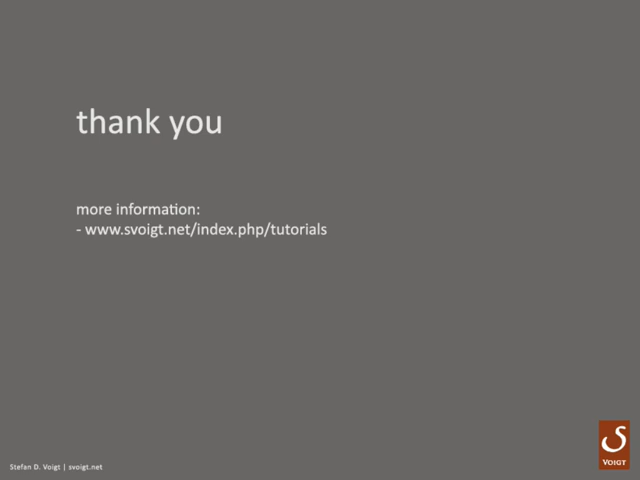 thank you
more information:
- www.svoigt.net/index.php/tutorials
S
VOIGT
Stefan D. Voigt | svoigt.net